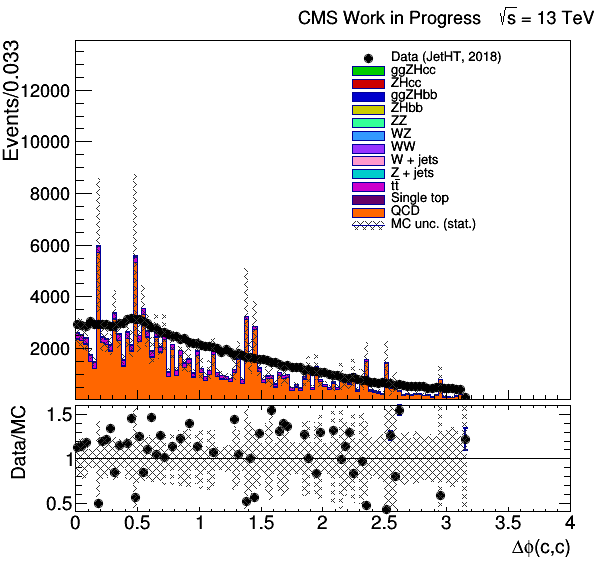 CMS Work in Progress √s = 13 TeV
Events/0.033
12000
10000
8000
6000
4000
2000
Data (JetHT, 2018)
ggZHcc
ZHcc
ggZHbb
ZHbb
ZZ
WZ
WW
W + jets
Z + jets
tt̄
Single top
QCD
MC unc. (stat.)
Data/MC
1.5
1
0.5
0 0.5 1 1.5 2 2.5 3 3.5 4
Δϕ(c,c)